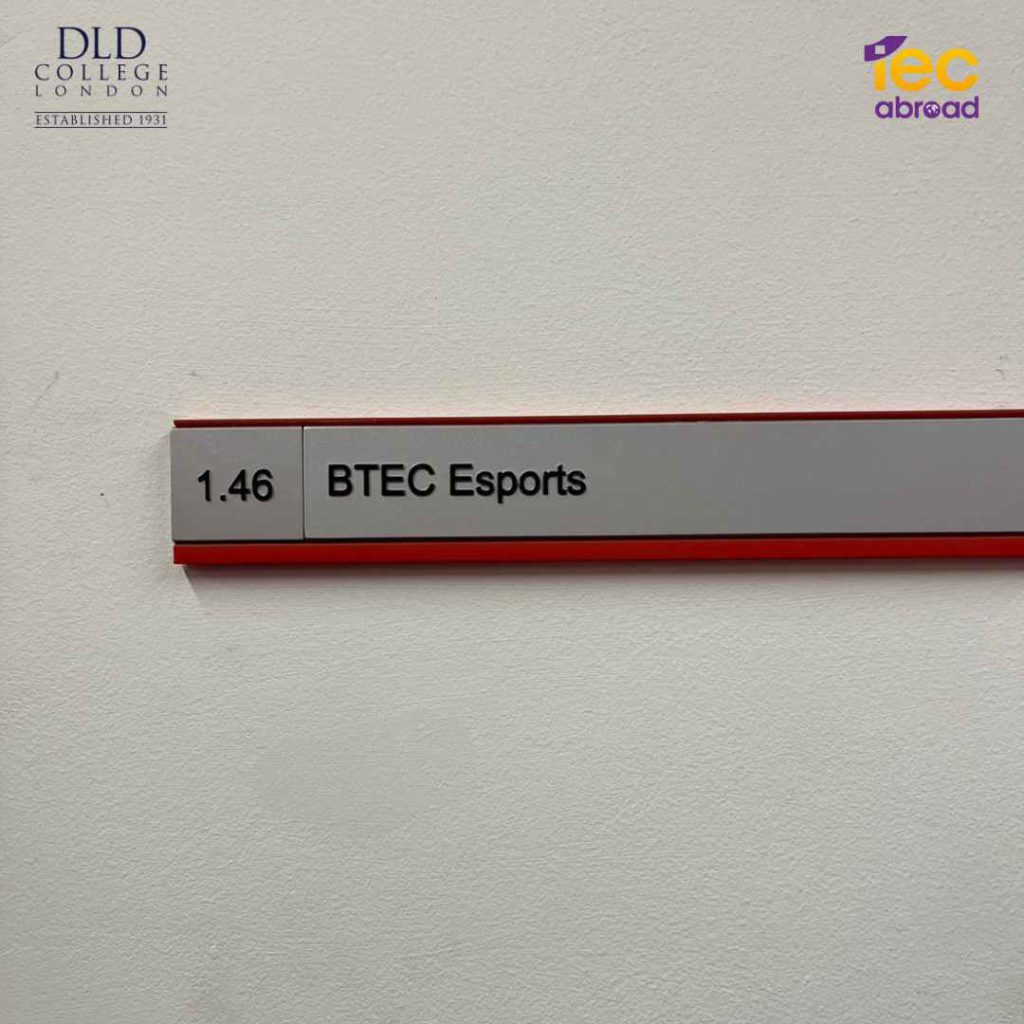 DLD
COLLEGE
LONDON
ESTABLISHED 1931
iec
abroad
1.46 BTEC Esports